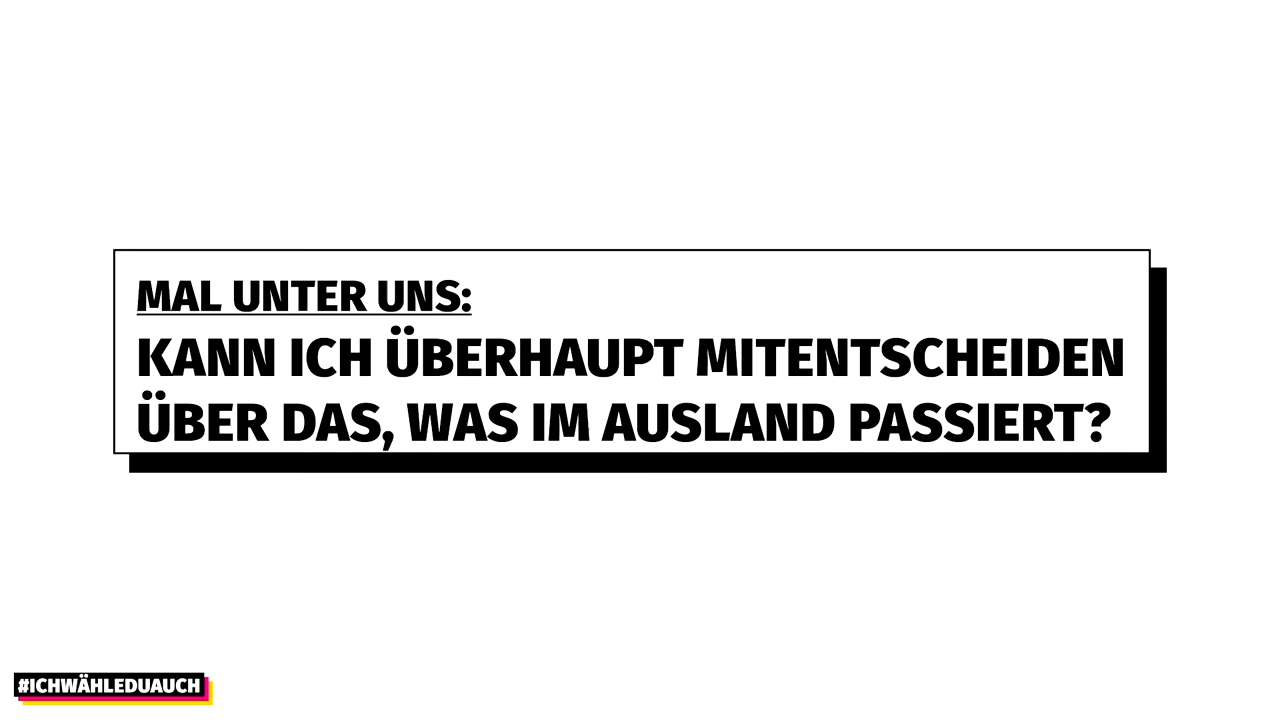 MAL UNTER UNS:
KANN ICH ÜBERHAUPT MITENTSCHEIDEN
ÜBER DAS, WAS IM AUSLAND PASSIERT?
#ICHWÄHLEDUAUCH